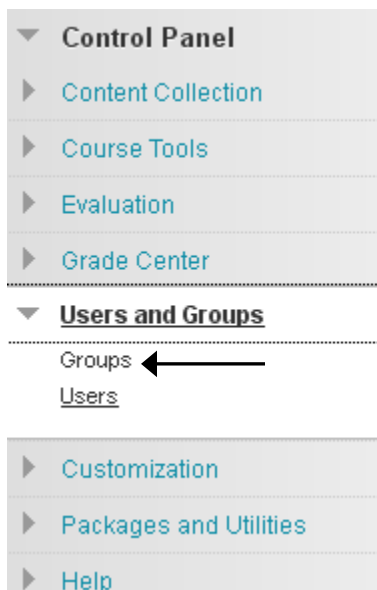 Control Panel
Content Collection
Course Tools
Evaluation
Grade Center
Users and Groups
Groups
Users
Customization
Packages and Utilities
Help